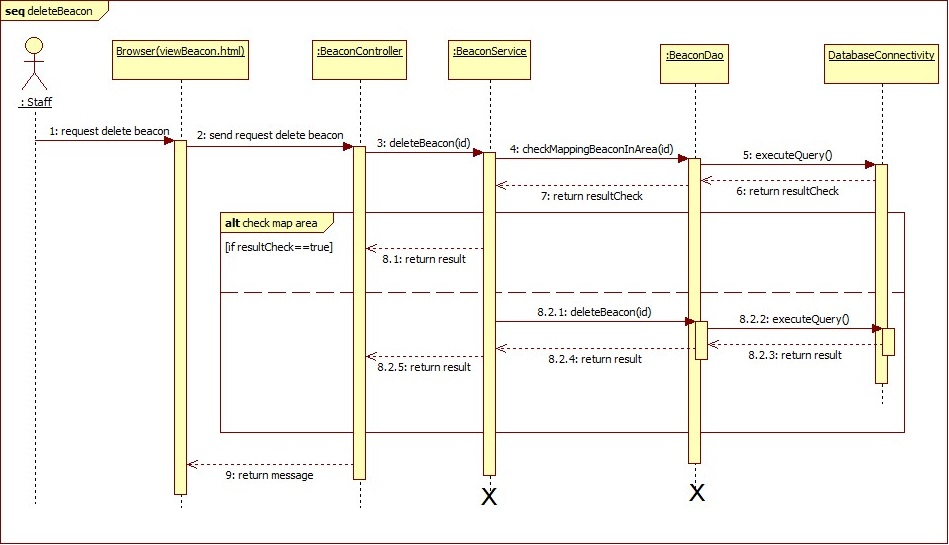 seq deleteBeacon
: Staff
Browser(viewBeacon.html)
:BeaconController
:BeaconService
:BeaconDao
DatabaseConnectivity
1: request delete beacon
2: send request delete beacon
3: deleteBeacon(id)
4: checkMappingBeaconInArea(id)
5: executeQuery()
6: return resultCheck
7: return resultCheck
alt check map area
[if resultCheck==true]
8.1: return result
8.2.1: deleteBeacon(id)
8.2.2: executeQuery()
8.2.3: return result
8.2.4: return result
8.2.5: return result
9: return message
X
X